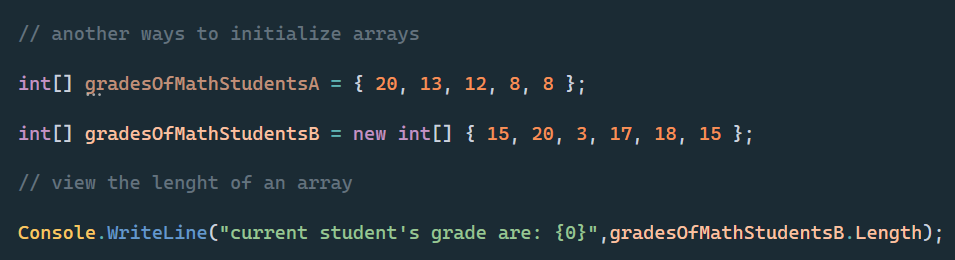 // another ways to initialize arrays
int[] gradesOfMathStudentsA = { 20, 13, 12, 8, 8 };
int[] gradesOfMathStudentsB = new int[] { 15, 20, 3, 17, 18, 15 };
// view the lenght of an array
Console.WriteLine("current student's grade are: {0}",gradesOfMathStudentsB.Length);